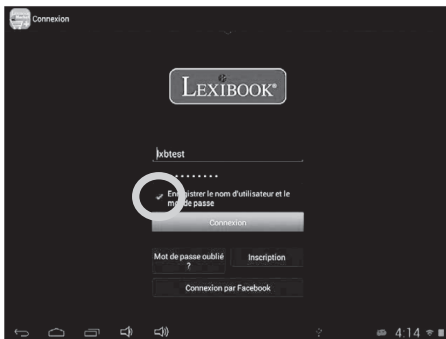 Connexion
LEXIBOOK®
lxbtest
Enregistrer le nom d'utilisateur et le
mot de passe
Connexion
Mot de passe oublié
?
Inscription
Connexion par Facebook
4:14